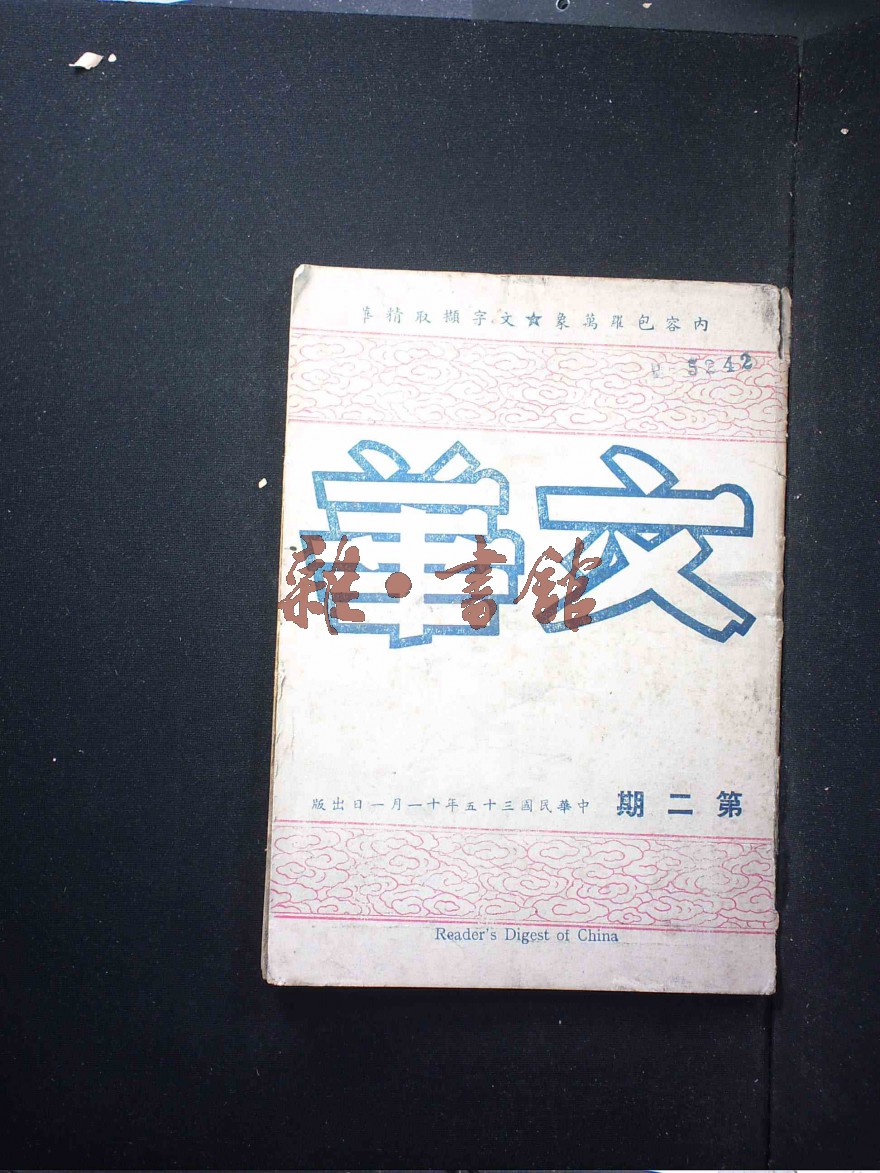 內容包羅萬象★文字擷取精華
5242
文華
雜·書館
第二期 中華民國三十五年十一月一日出版
Reader's Digest of China